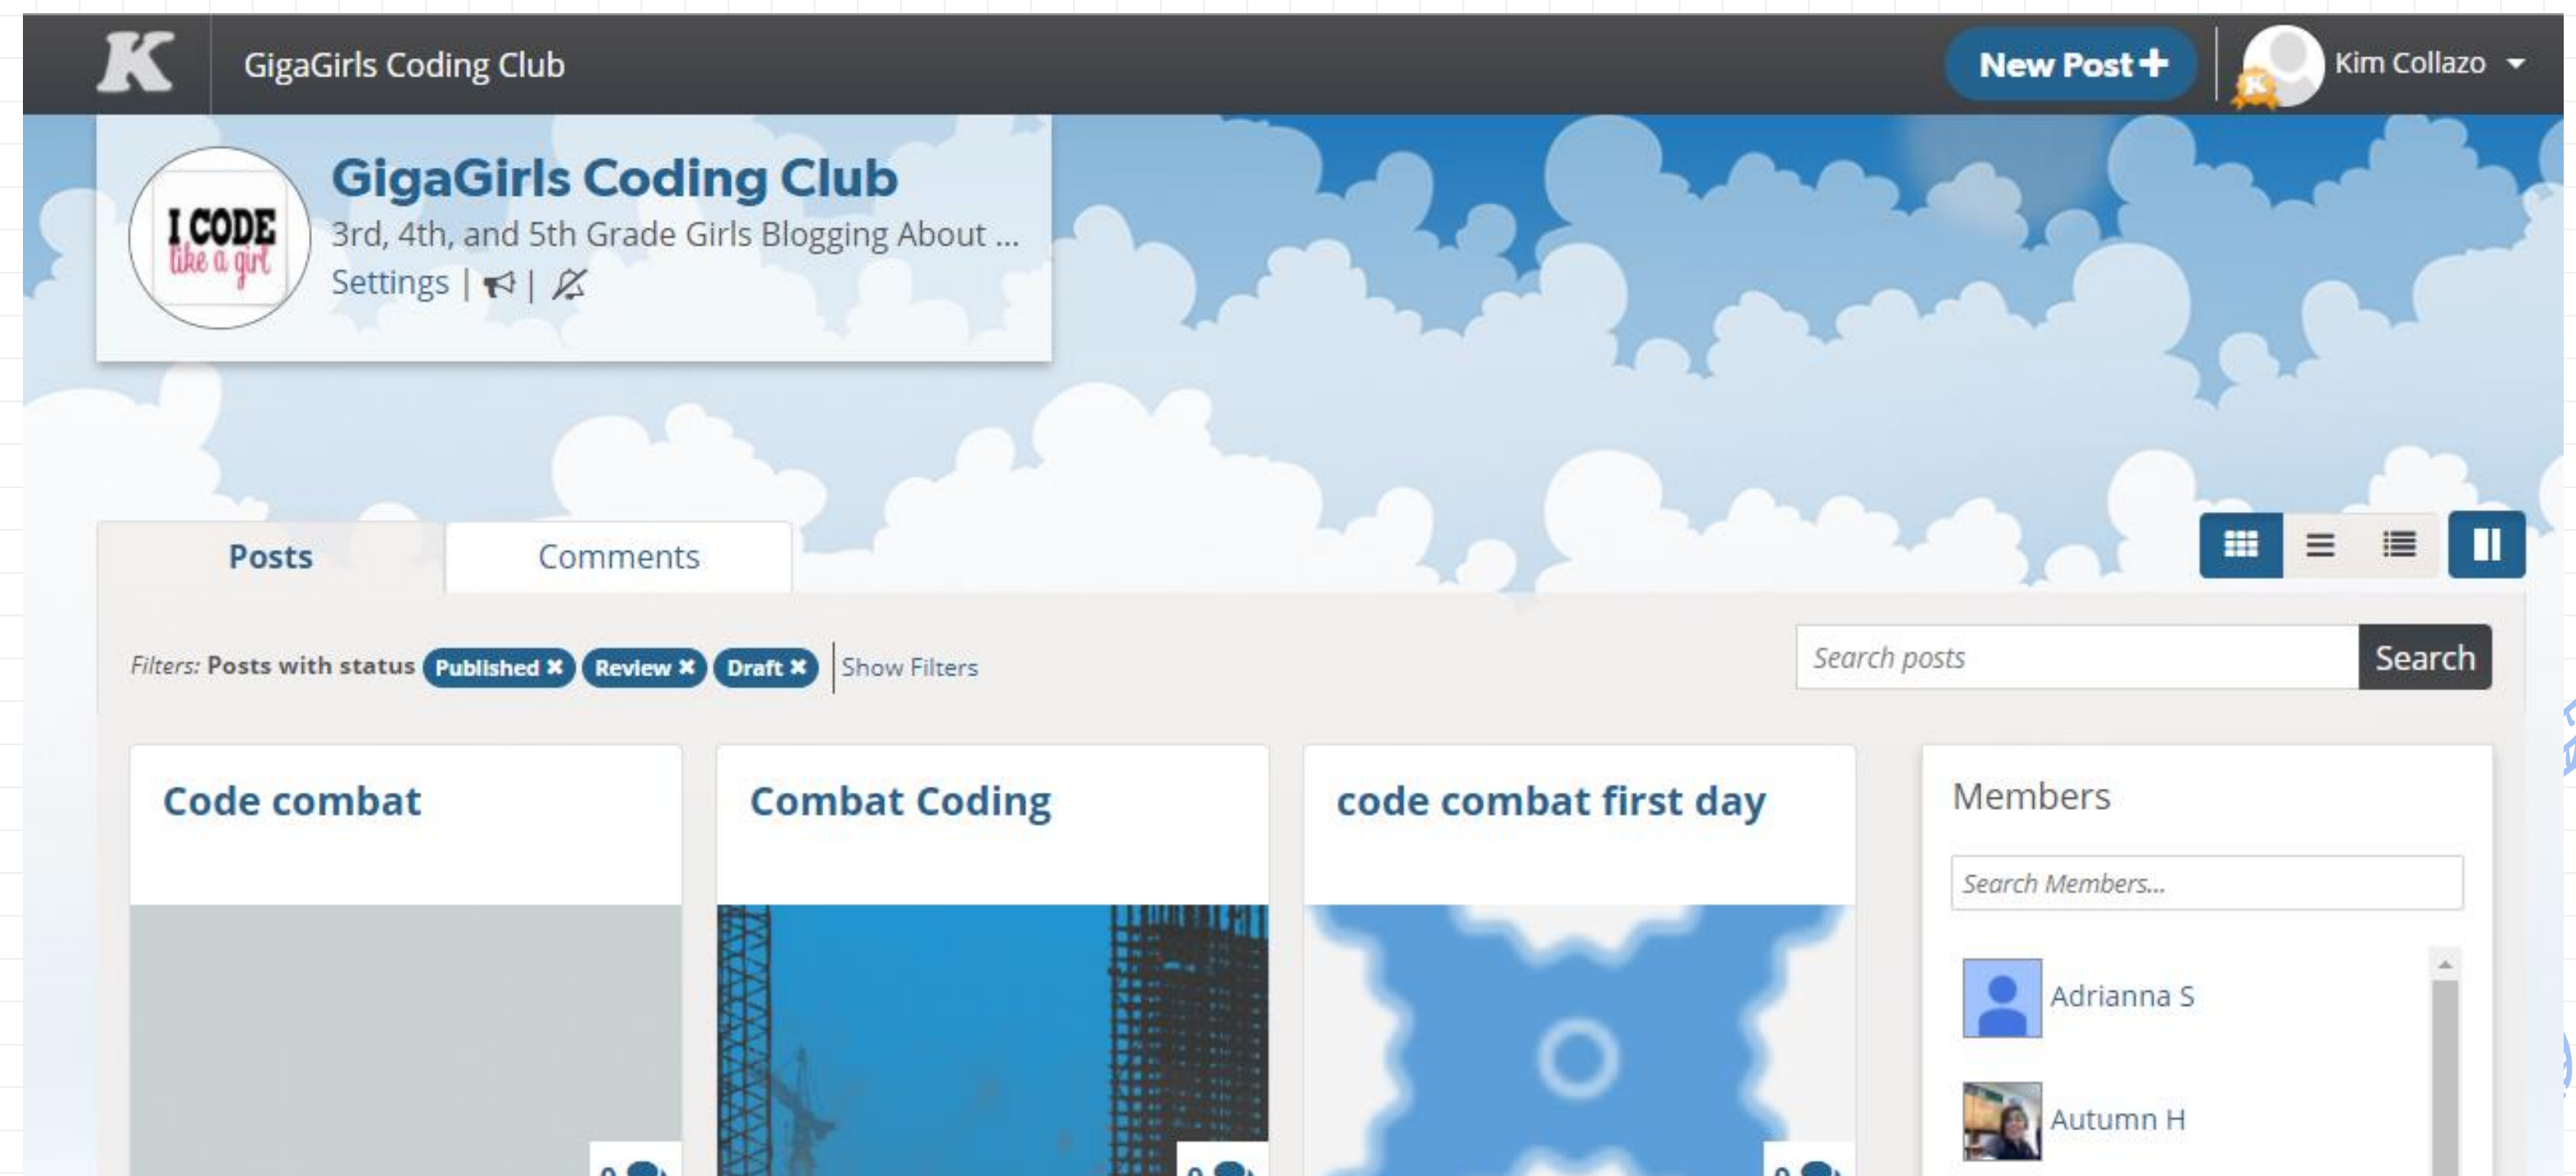 K
GigaGirls Coding Club
New Post+
K
Kim Collazo
I CODE
like a girl
GigaGirls Coding Club
3rd, 4th, and 5th Grade Girls Blogging About ...
Settings | |
Posts
Comments
Filters: Posts with status Published × Review × Draft × Show Filters
Search posts
Search
Code combat
Combat Coding
code combat first day
Members
Search Members...
Adrianna S
Autumn H